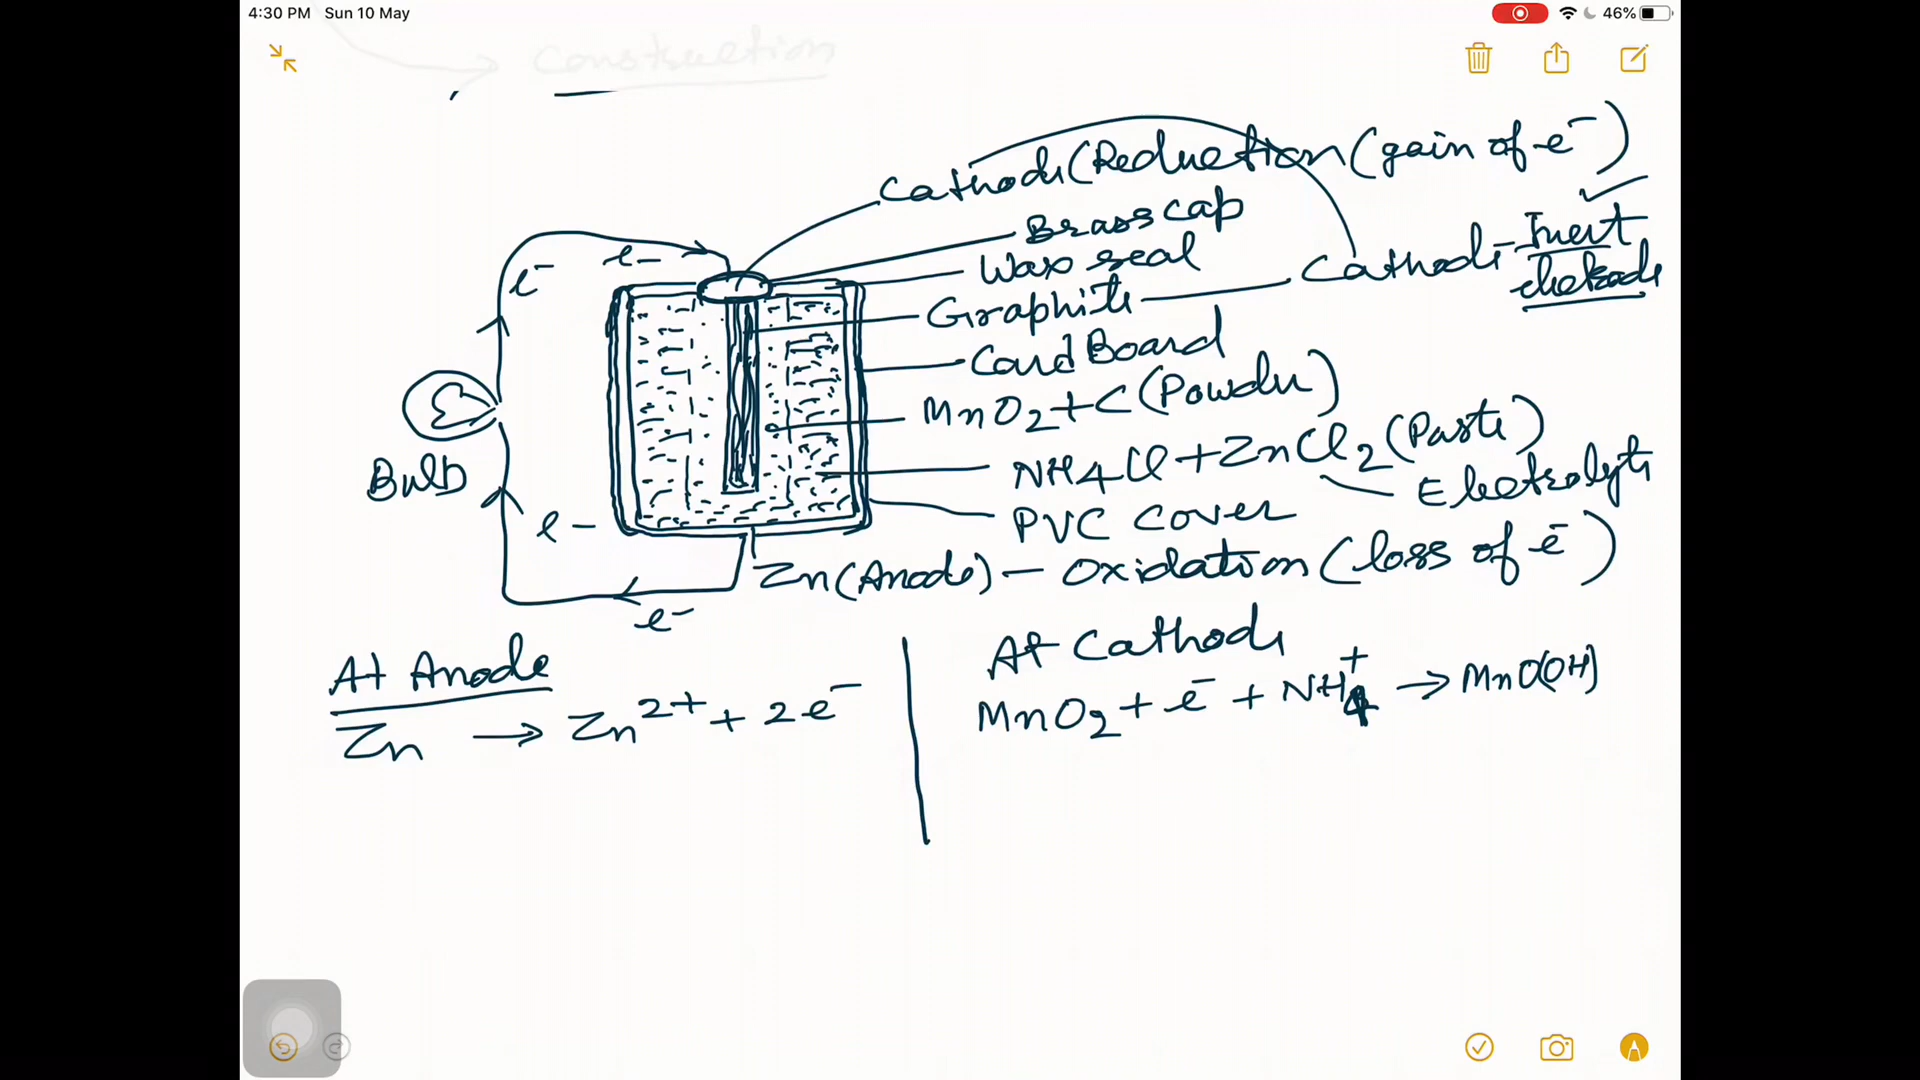 4:30 PM Sun 10 May
46%
Construction
Cathode (Reduction (gain of e⁻)
Brass cap
Wax seal
Graphite — Cathode - Inert
electrode
Card Board
MnO₂ + C (Powder)
NH4Cl + ZnCl₂ (Paste)
Electrolyte
PVC cover
Zn (Anode) — Oxidation (loss of e⁻)
e⁻
e⁻
Bulb
e⁻
e⁻
At Anode
Zn → Zn²⁺ + 2e⁻
At Cathode
MnO₂ + e⁻ + NH₄⁺ → MnO(OH)